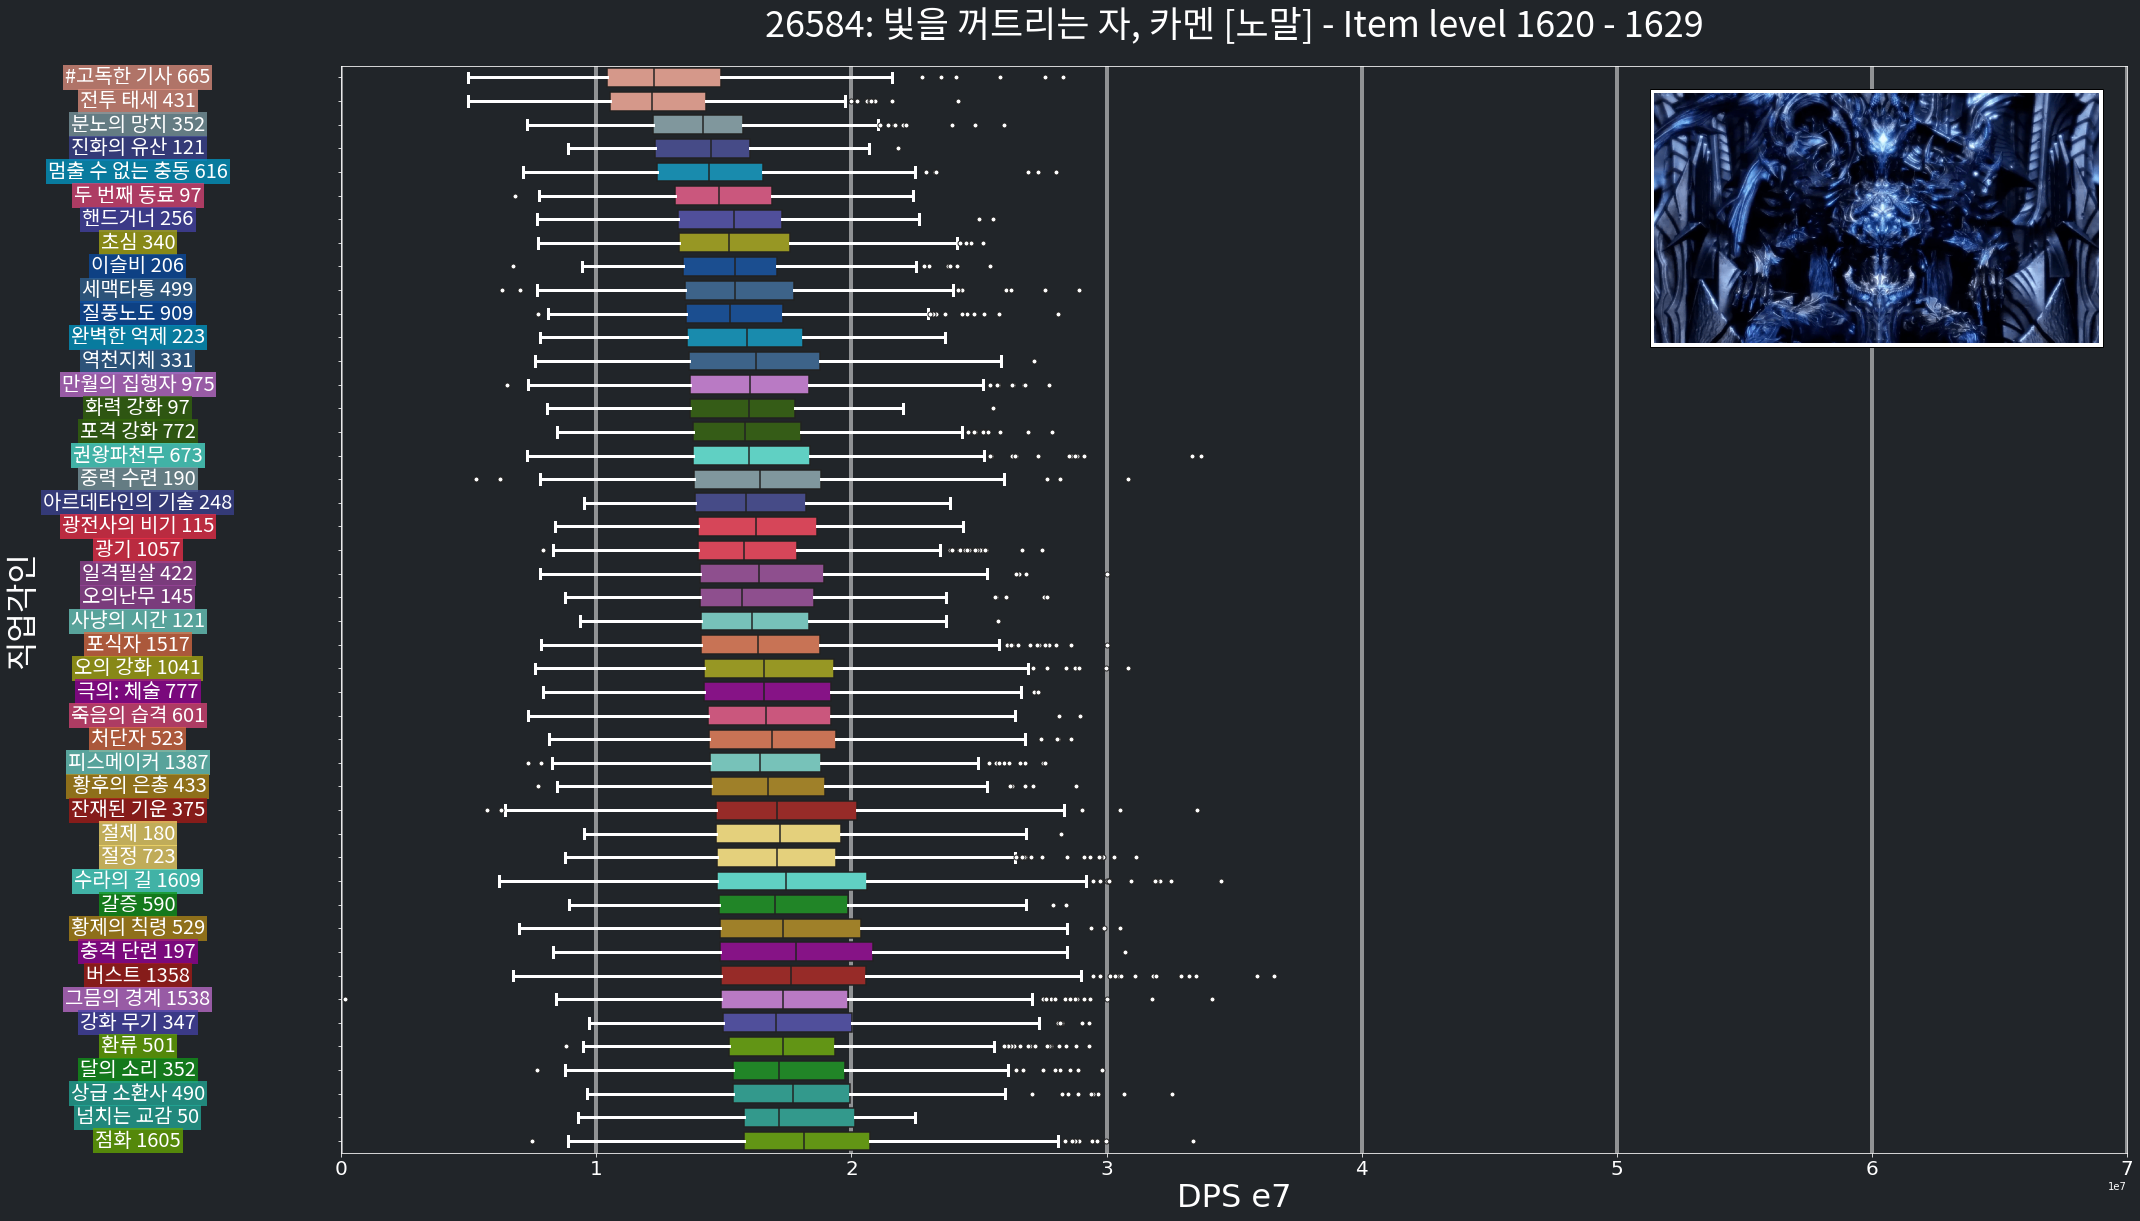 26584: 빛을 꺼트리는 자, 카멘 [노말] - Item level 1620 - 1629
#고독한 기사 665
전투 태세 431
분노의 망치 352
진화의 유산 121
멈출 수 없는 충동 616
두 번째 동료 97
핸드거너 256
초심 340
이슬비 206
세맥타통 499
질풍노도 909
완벽한 억제 223
역천지체 331
만월의 집행자 975
화력 강화 97
포격 강화 772
권왕파천무 673
중력 수련 190
아르데타인의 기술 248
광전사의 비기 115
광기 1057
일격필살 422
오의난무 145
사냥의 시간 121
포식자 1517
오의 강화 1041
극의: 체술 777
죽음의 습격 601
처단자 523
피스메이커 1387
황후의 은총 433
잔재된 기운 375
절제 180
절정 723
수라의 길 1609
갈증 590
황제의 칙령 529
충격 단련 197
버스트 1358
그믐의 경계 1538
강화 무기 347
환류 501
달의 소리 352
상급 소환사 490
넘치는 교감 50
점화 1605
직업각인
0 1 2 3 4 5 6 7
1e7
DPS e7